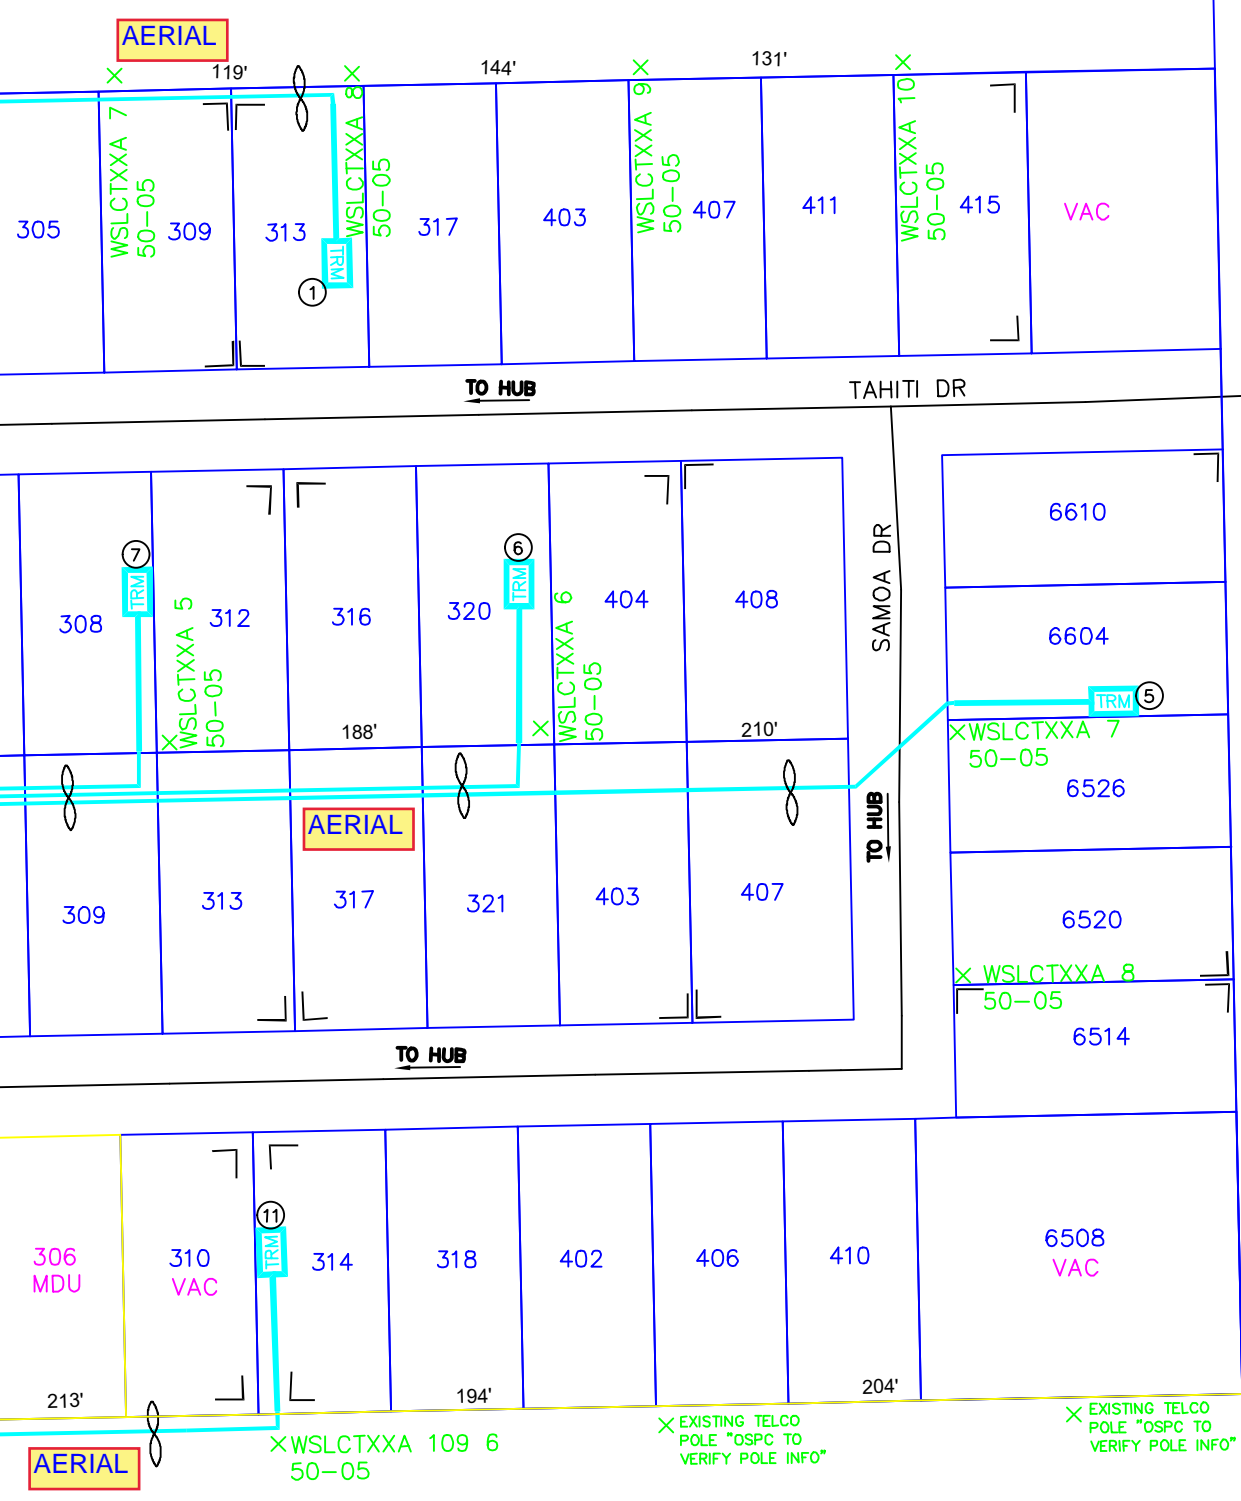 AERIAL
119'
144'
131'
WSLCTXXA 7
50-05
WSLCTXXA 8
50-05
WSLCTXXA 9
50-05
WSLCTXXA 10
50-05
305
309
313
317
403
407
411
415
VAC
TRM
1
TO HUB
TAHITI DR
7
TRM
308
WSLCTXXA 5
50-05
312
316
320
6
TRM
WSLCTXXA 6
50-05
404
408
SAMOA DR
6610
6604
TRM
5
WSLCTXXA 7
50-05
188'
210'
6526
AERIAL
TO HUB
309
313
317
321
403
407
6520
WSLCTXXA 8
50-05
6514
TO HUB
11
TRM
306
MDU
310
VAC
314
318
402
406
410
6508
VAC
213'
194'
204'
AERIAL
WSLCTXXA 109 6
50-05
EXISTING TELCO
POLE "OSPC TO
VERIFY POLE INFO"
EXISTING TELCO
POLE "OSPC TO
VERIFY POLE INFO"